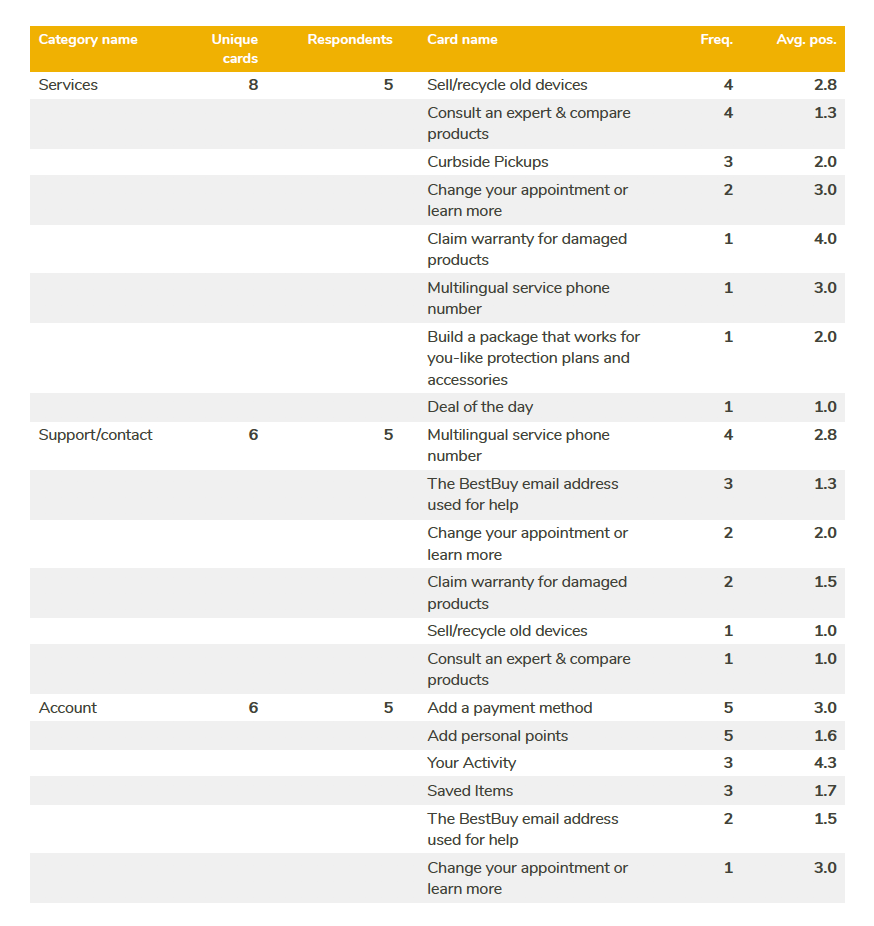 Category name Unique cards Respondents Card name Freq. Avg. pos.
Services 8 5 Sell/recycle old devices 4 2.8
Consult an expert & compare 4 1.3
products
Curbside Pickups 3 2.0
Change your appointment or 2 3.0
learn more
Claim warranty for damaged 1 4.0
products
Multilingual service phone 1 3.0
number
Build a package that works for 1 2.0
you-like protection plans and
accessories
Deal of the day 1 1.0
Support/contact 6 5 Multilingual service phone 4 2.8
number
The BestBuy email address 3 1.3
used for help
Change your appointment or 2 2.0
learn more
Claim warranty for damaged 2 1.5
products
Sell/recycle old devices 1 1.0
Consult an expert & compare 1 1.0
products
Account 6 5 Add a payment method 5 3.0
Add personal points 5 1.6
Your Activity 3 4.3
Saved Items 3 1.7
The BestBuy email address 2 1.5
used for help
Change your appointment or 1 3.0
learn more